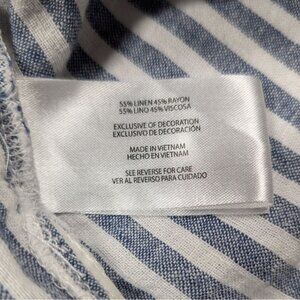 55% LINEN 45% RAYON
55% LINO 45% VISCOSA
EXCLUSIVE OF DECORATION
EXCLUSIVO DE DECORACIÓN
MADE IN VIETNAM
HECHO EN VIETNAM
SEE REVERSE FOR CARE
VER AL REVERSO PARA CUIDADO